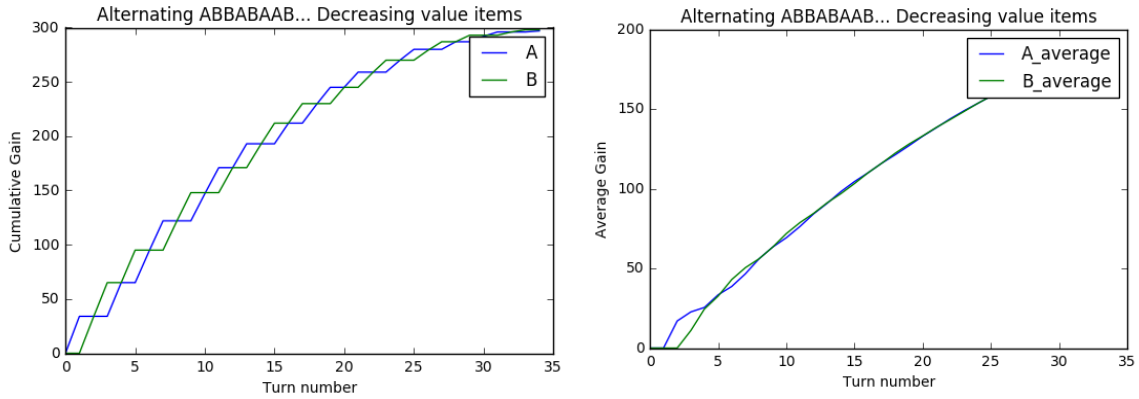 Alternating ABBABAAB... Decreasing value items
300
250
200
150
100
50
0
Cumulative Gain
0 5 10 15 20 25 30 35
Turn number
A
B
Alternating ABBABAAB... Decreasing value items
200
150
100
50
0
Average Gain
0 5 10 15 20 25 30 35
Turn number
A_average
B_average